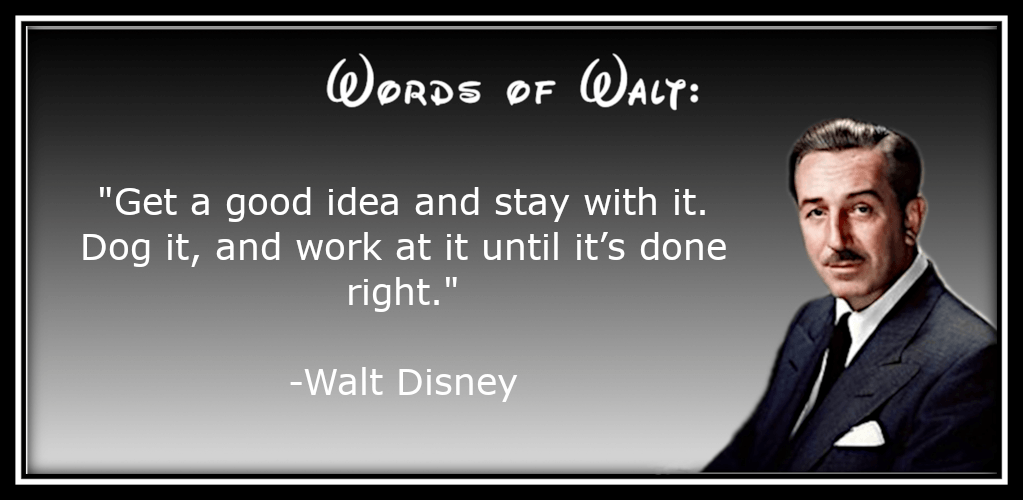 Words of Walt:
"Get a good idea and stay with it.
Dog it, and work at it until it’s done
right."
-Walt Disney